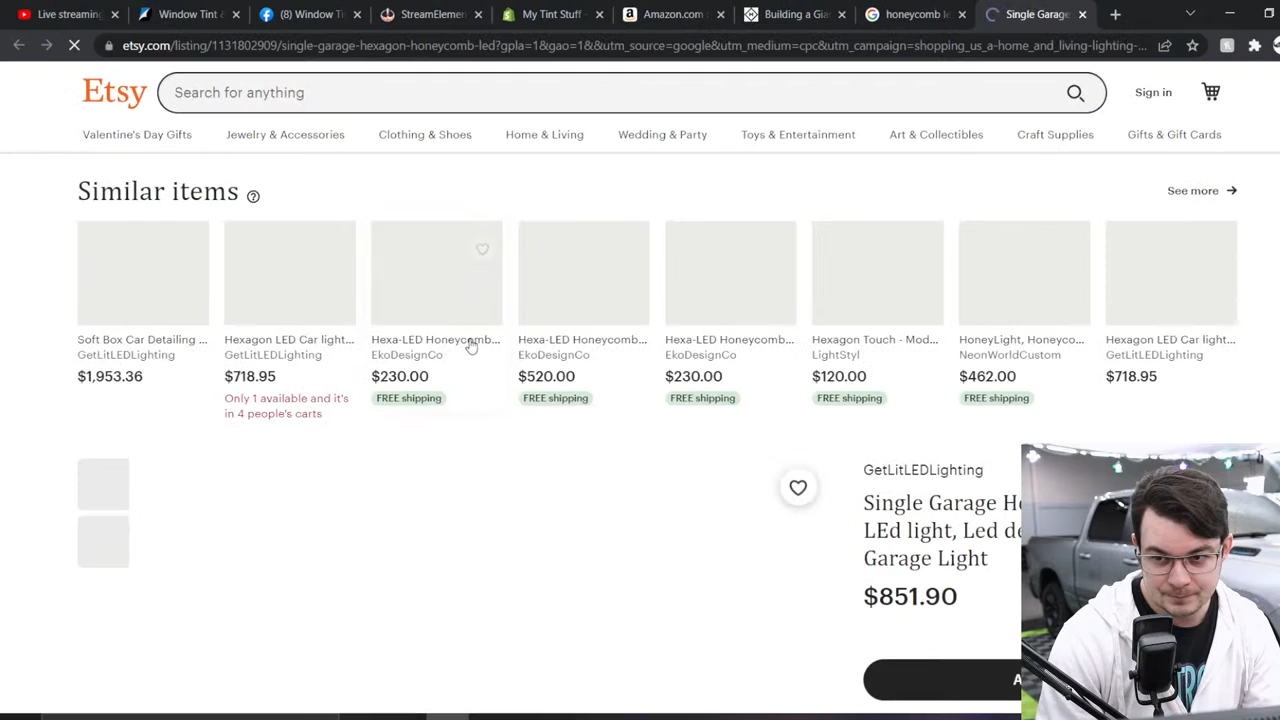 Live streaming
Window Tint &
(8) Window Ti
StreamElemen
My Tint Stuff -
Amazon.com
Building a Gia
honeycomb le
Single Garage
etsy.com/listing/1131802909/single-garage-hexagon-honeycomb-led?gpla=1&gao=1&&utm_source=google&utm_medium=cpc&utm_campaign=shopping_us_a-home_and_living-lighting-...
Etsy
Search for anything
Sign in
Valentine's Day Gifts
Jewelry & Accessories
Clothing & Shoes
Home & Living
Wedding & Party
Toys & Entertainment
Art & Collectibles
Craft Supplies
Gifts & Gift Cards
Similar items ?
See more
Soft Box Car Detailing ...
GetLitLEDLighting
$1,953.36
Hexagon LED Car light...
GetLitLEDLighting
$718.95
Only 1 available and it's
in 4 people's carts
Hexa-LED Honeycomb...
EkoDesignCo
$230.00
FREE shipping
Hexa-LED Honeycomb...
EkoDesignCo
$520.00
FREE shipping
Hexa-LED Honeycomb...
EkoDesignCo
$230.00
FREE shipping
Hexagon Touch - Mod...
LightStyl
$120.00
FREE shipping
HoneyLight, Honeyco...
NeonWorldCustom
$462.00
FREE shipping
Hexagon LED Car light...
GetLitLEDLighting
$718.95
GetLitLEDLighting
Single Garage He
LEd light, Led de
Garage Light
$851.90